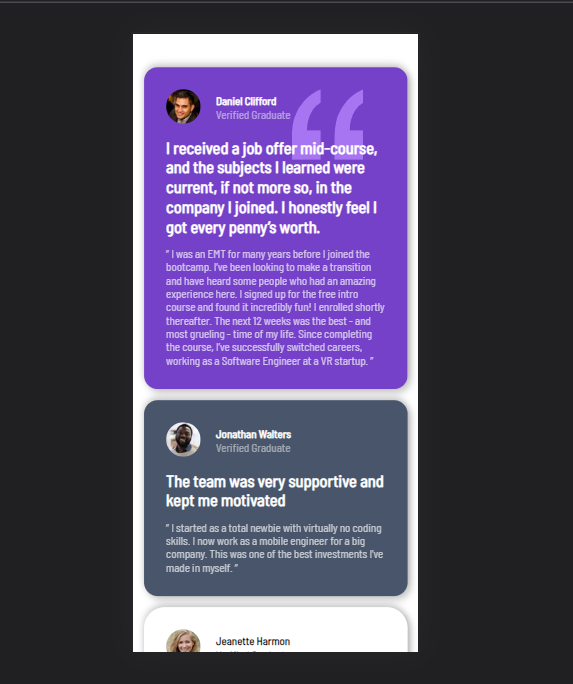 Daniel Clifford
Verified Graduate
I received a job offer mid-course,
and the subjects I learned were
current, if not more so, in the
company I joined. I honestly feel I
got every penny’s worth.
“ I was an EMT for many years before I joined the
bootcamp. I’ve been looking to make a transition
and have heard some people who had an amazing
experience here. I signed up for the free intro
course and found it incredibly fun! I enrolled shortly
thereafter. The next 12 weeks was the best - and
most grueling - time of my life. Since completing
the course, I’ve successfully switched careers,
working as a Software Engineer at a VR startup. ”
Jonathan Walters
Verified Graduate
The team was very supportive and
kept me motivated
“ I started as a total newbie with virtually no coding
skills. I now work as a mobile engineer for a big
company. This was one of the best investments I’ve
made in myself. ”
Jeanette Harmon